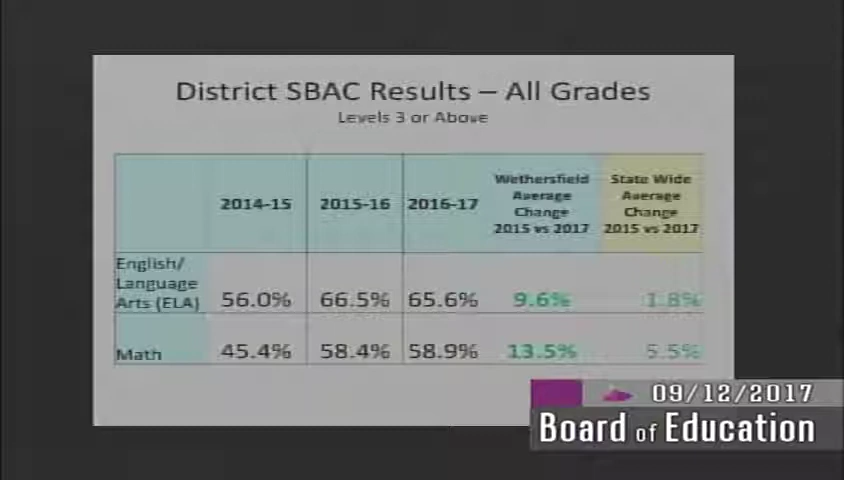 District SBAC Results – All Grades
Levels 3 or Above
2014-15 2015-16 2016-17 Wethersfield Average Change 2015 vs 2017 State Wide Average Change 2015 vs 2017
English/ Language Arts (ELA) 56.0% 66.5% 65.6% 9.6% 1.8%
Math 45.4% 58.4% 58.9% 13.5% 5.5%
09/12/2017
Board of Education